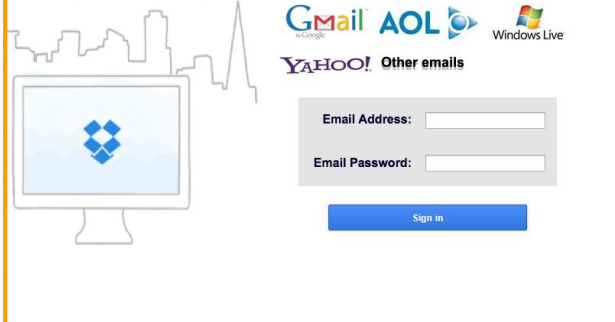 GMail
by Google
AOL
Windows Live
YAHOO! Other emails
Email Address:
Email Password:
Sign in